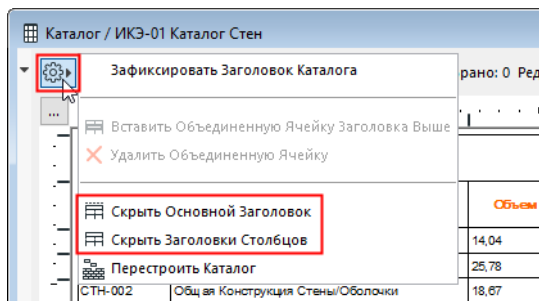 Каталог / ИКЭ-01 Каталог Стен
Зафиксировать Заголовок Каталога
рано: 0 Ред
...
Вставить Объединенную Ячейку Заголовка Выше
Удалить Объединенную Ячейку
Скрыть Основной Заголовок
Объем
Скрыть Заголовки Столбцов
14,04
Перестроить Каталог
25,78
СТН-002 Общая Конструкция Стены/Оболочки 18,67